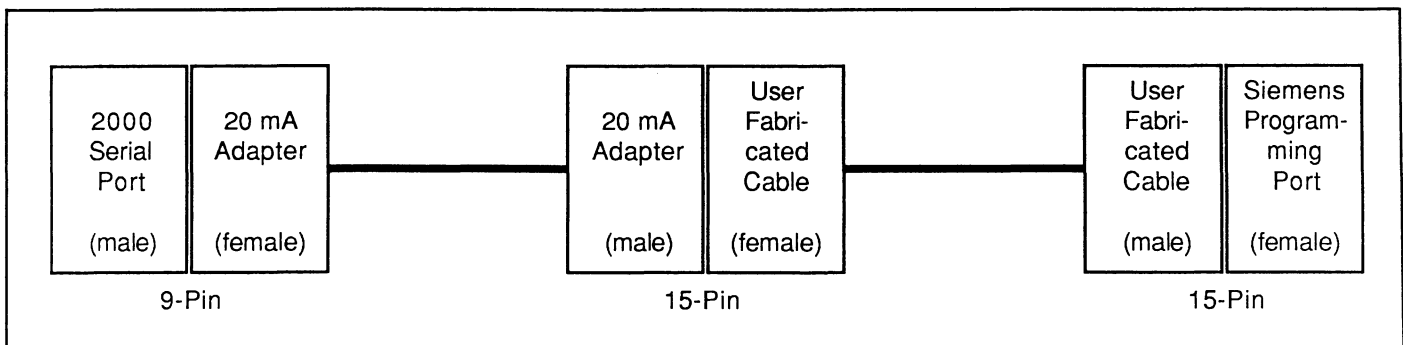 2000
Serial
Port
(male)
20 mA
Adapter
(female)
9-Pin
20 mA
Adapter
(male)
User
Fabri-
cated
Cable
(female)
15-Pin
User
Fabri-
cated
Cable
(male)
Siemens
Program-
ming
Port
(female)
15-Pin